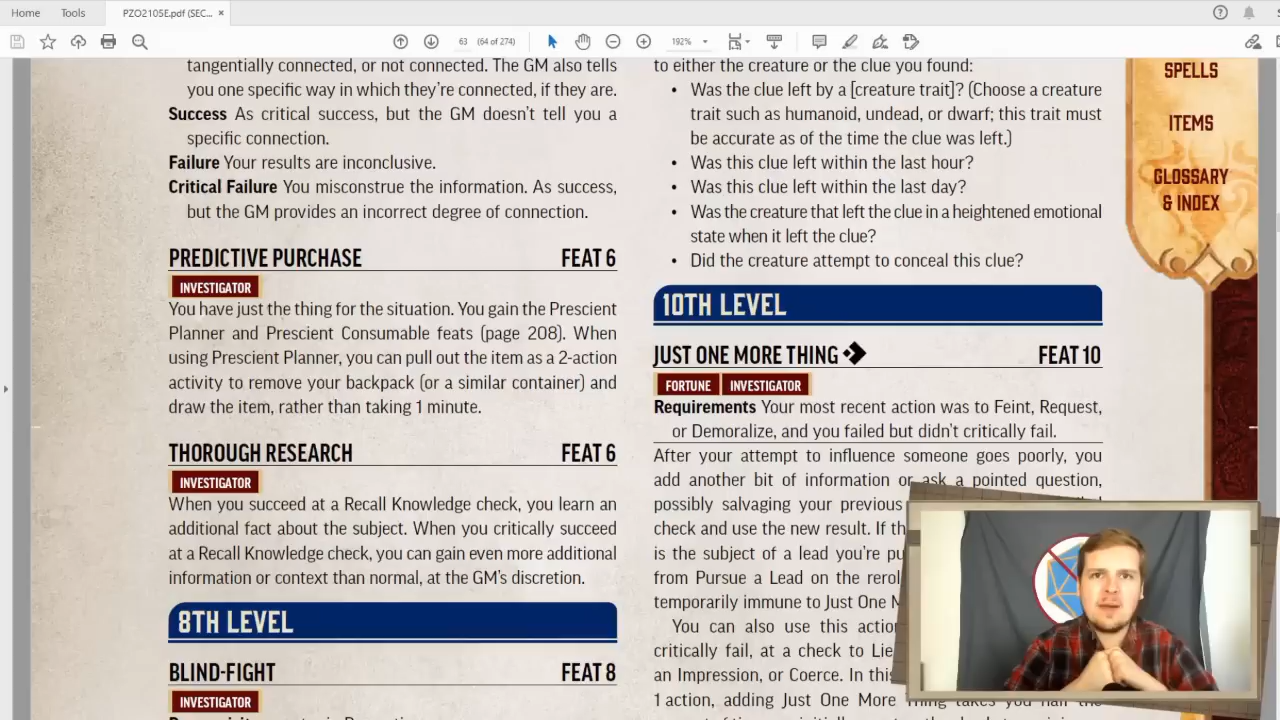 Home
Tools
PZO2105E.pdf (SEC... ×
63 (64 of 274)
192%
tangentially connected, or not connected. The GM also tells
you one specific way in which they're connected, if they are.
Success As critical success, but the GM doesn't tell you a
specific connection.
Failure Your results are inconclusive.
Critical Failure You misconstrue the information. As success,
but the GM provides an incorrect degree of connection.
PREDICTIVE PURCHASE FEAT 6
INVESTIGATOR
You have just the thing for the situation. You gain the Prescient
Planner and Prescient Consumable feats (page 208). When
using Prescient Planner, you can pull out the item as a 2-action
activity to remove your backpack (or a similar container) and
draw the item, rather than taking 1 minute.
THOROUGH RESEARCH FEAT 6
INVESTIGATOR
When you succeed at a Recall Knowledge check, you learn an
additional fact about the subject. When you critically succeed
at a Recall Knowledge check, you can gain even more additional
information or context than normal, at the GM's discretion.
8TH LEVEL
BLIND-FIGHT FEAT 8
INVESTIGATOR
to either the creature or the clue you found:
• Was the clue left by a [creature trait]? (Choose a creature
trait such as humanoid, undead, or dwarf; this trait must
be accurate as of the time the clue was left.)
• Was this clue left within the last hour?
• Was this clue left within the last day?
• Was the creature that left the clue in a heightened emotional
state when it left the clue?
• Did the creature attempt to conceal this clue?
10TH LEVEL
JUST ONE MORE THING FEAT 10
FORTUNE INVESTIGATOR
Requirements Your most recent action was to Feint, Request,
or Demoralize, and you failed but didn't critically fail.
After your attempt to influence someone goes poorly, you
add another bit of information or ask a pointed question,
possibly salvaging your previous
check and use the new result. If th
is the subject of a lead you're pu
from Pursue a Lead on the rerol
temporarily immune to Just One M
You can also use this action
critically fail, at a check to Lie
an Impression, or Coerce. In this
1 action, adding Just One More Thing takes you half the
SPELLS
ITEMS
GLOSSARY
& INDEX